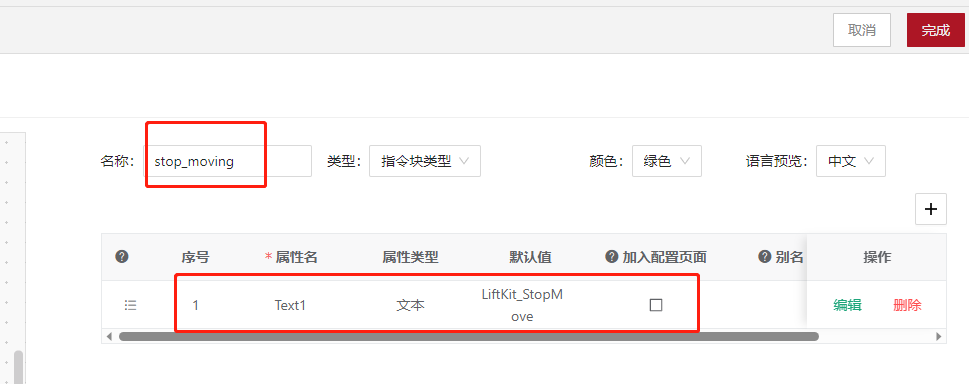 取消 完成
名称: stop_moving 类型: 指令块类型 颜色: 绿色 语言预览: 中文
+
? 序号 * 属性名 属性类型 默认值 ? 加入配置页面 ? 别名 操作
1 Text1 文本 LiftKit_StopM 编辑 删除
ove